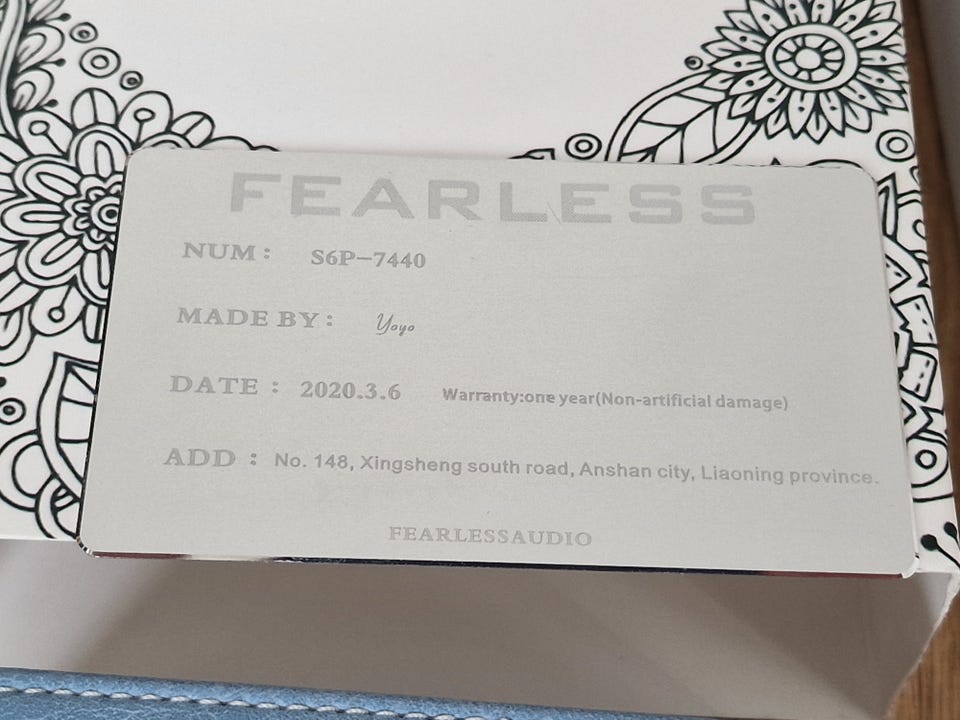 FEARLESS
NUM: S6P-7440
MADE BY: Yoyo
DATE: 2020.3.6 Warranty:one year(Non-artificial damage)
ADD: No. 148, Xingsheng south road, Anshan city, Liaoning province.
FEARLESSAUDIO